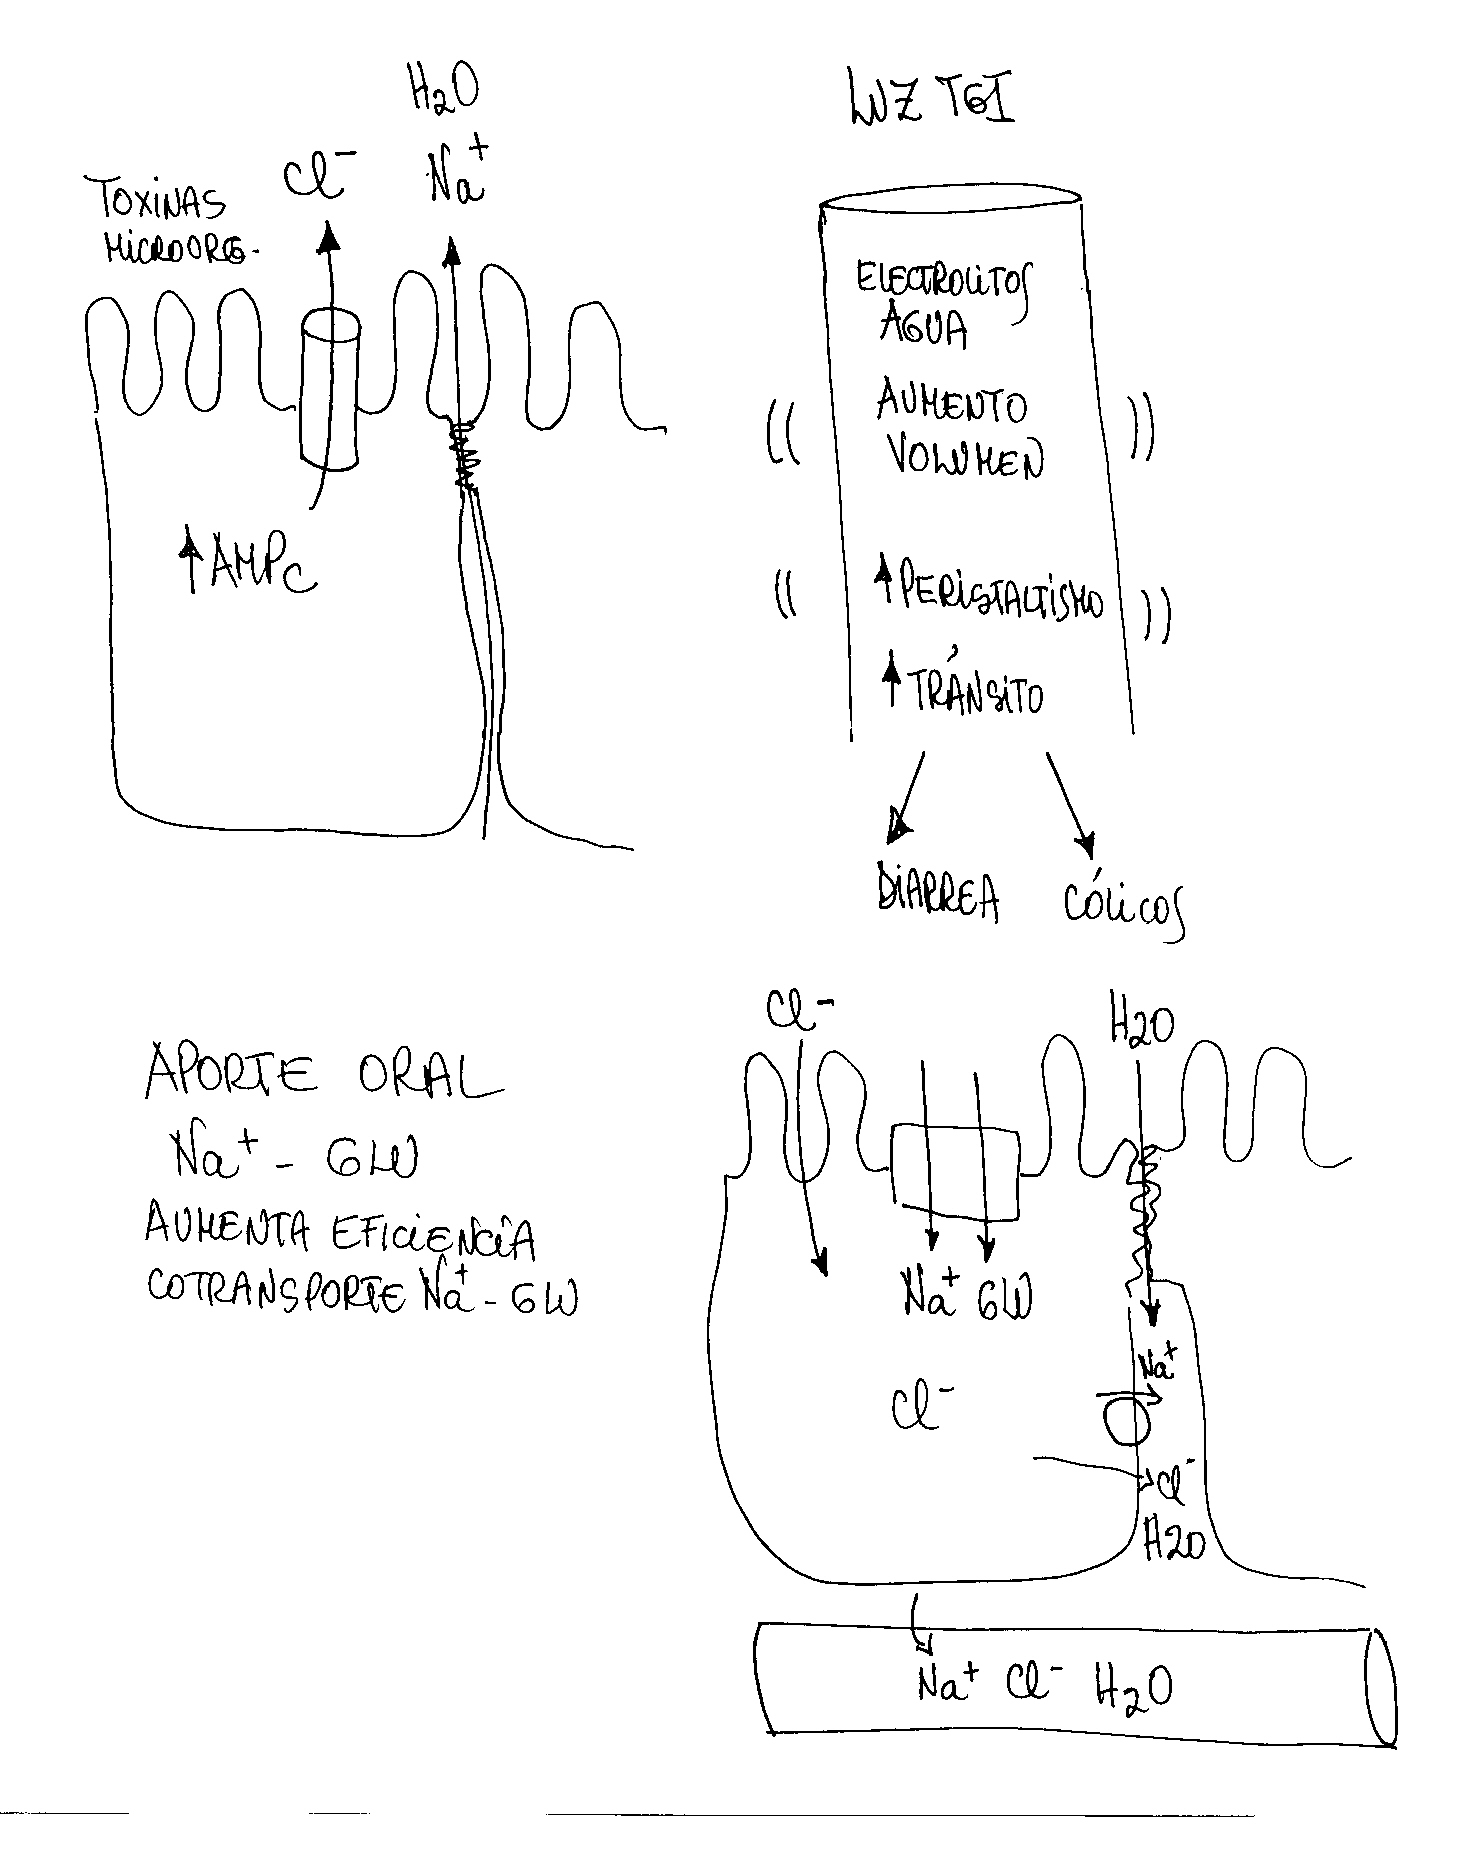 H₂O
Cl⁻ Na⁺
TOXINAS
MICROORG.
↑ AMPc
LUZ TGI
ELECTROLITOS
AGUA
AUMENTO
VOLUMEN
↑ PERISTALTISMO
↑ TRÁNSITO
DIARREA CÓLICOS
APORTE ORAL
Na⁺ - GLU
AUMENTA EFICIENCIA
COTRANSPORTE Na⁺ - GLU
Cl⁻ H2O
Na⁺ GLU
Na⁺
Cl⁻
Cl⁻
H2O
Na⁺ Cl⁻ H₂O